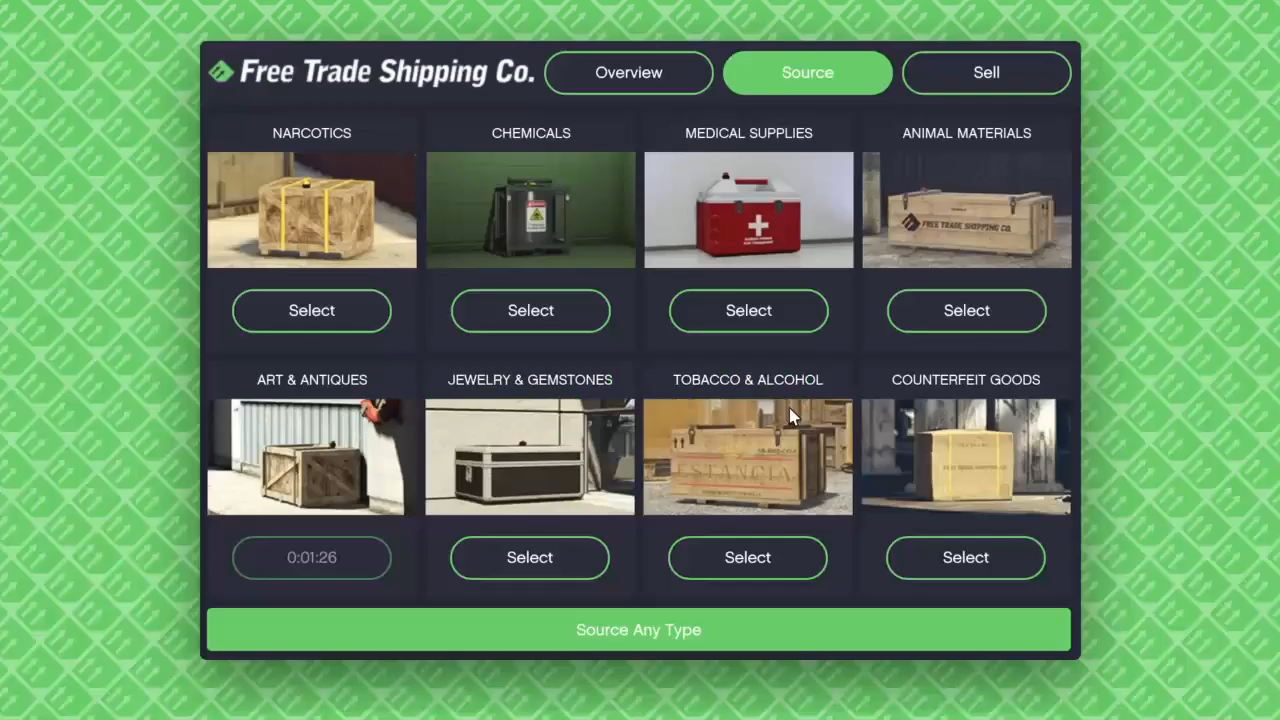 Free Trade Shipping Co.
Overview
Source
Sell
NARCOTICS
CHEMICALS
MEDICAL SUPPLIES
ANIMAL MATERIALS
FREE TRADE SHIPPING CO.
Select
Select
Select
Select
ART & ANTIQUES
JEWELRY & GEMSTONES
TOBACCO & ALCOHOL
COUNTERFEIT GOODS
ESTANCIA
0:01:26
Select
Select
Select
Source Any Type